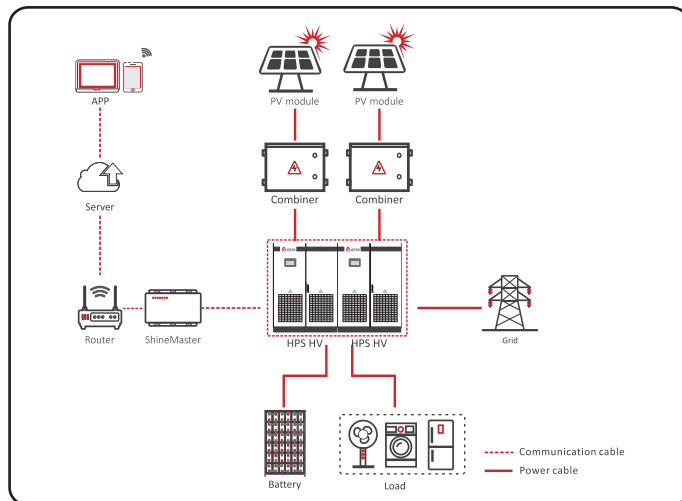 APP
PV module
PV module
Server
Combiner
Combiner
Router
ShineMaster
HPS HV
HPS HV
Grid
Battery
Load
Communication cable
Power cable